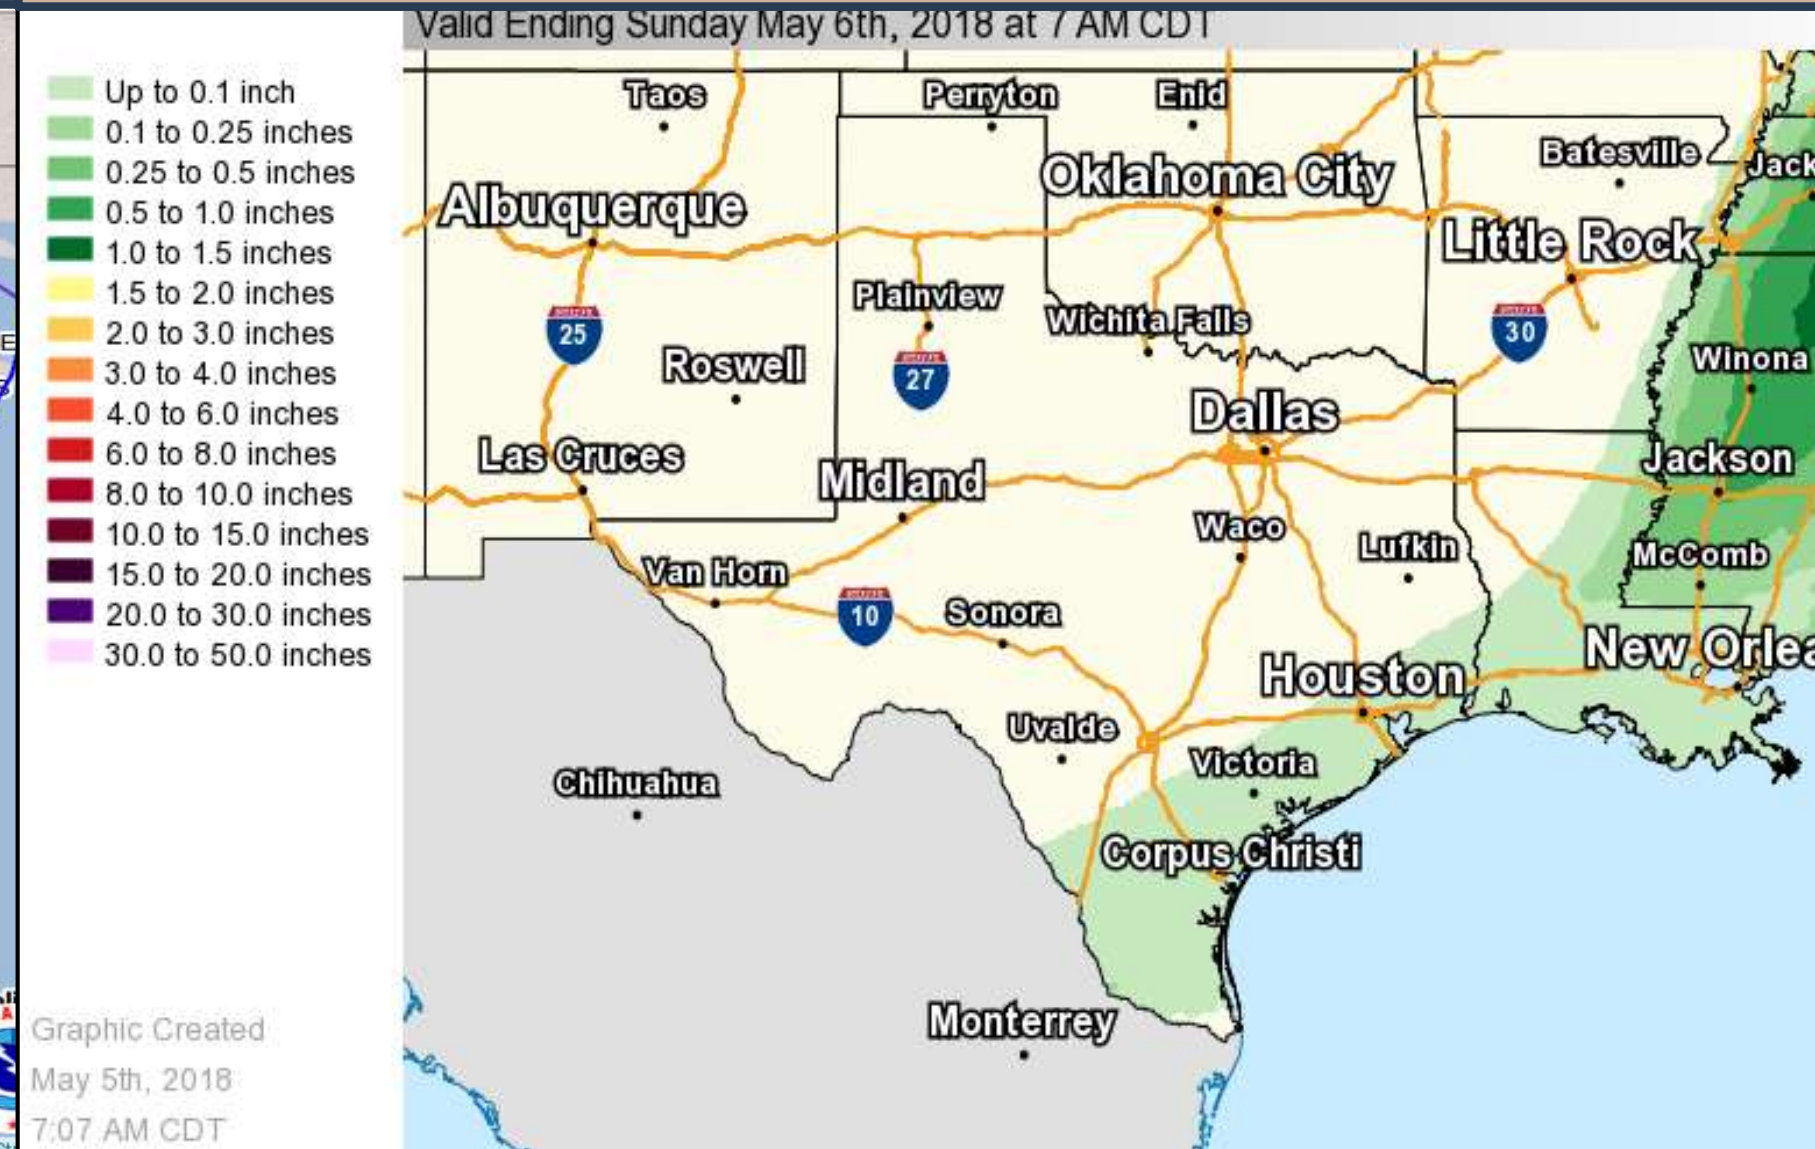 Valid Ending Sunday May 6th, 2018 at 7 AM CDT
Up to 0.1 inch
0.1 to 0.25 inches
0.25 to 0.5 inches
0.5 to 1.0 inches
1.0 to 1.5 inches
1.5 to 2.0 inches
2.0 to 3.0 inches
3.0 to 4.0 inches
4.0 to 6.0 inches
6.0 to 8.0 inches
8.0 to 10.0 inches
10.0 to 15.0 inches
15.0 to 20.0 inches
20.0 to 30.0 inches
30.0 to 50.0 inches
Graphic Created
May 5th, 2018
7:07 AM CDT
Taos
Perryton
Enid
Batesville
Jack
Oklahoma City
Albuquerque
Little Rock
Plainview
Wichita Falls
25
30
Winona
Roswell
27
Dallas
Las Cruces
Midland
Jackson
Waco
Lufkin
McComb
Van Horn
10
Sonora
New Orlea
Houston
Uvalde
Victoria
Chihuahua
Corpus Christi
Monterrey